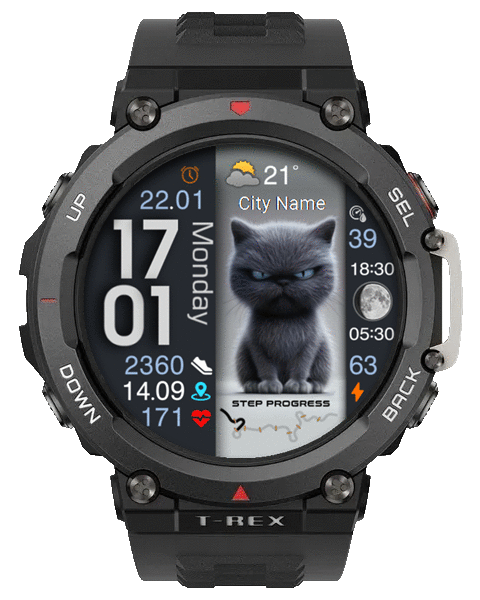 UP
SEL
21°
22.01
City Name
17
01
Monday
39
18:30
05:30
2360
14.09
171
63
STEP PROGRESS
DOWN
BACK
T-REX